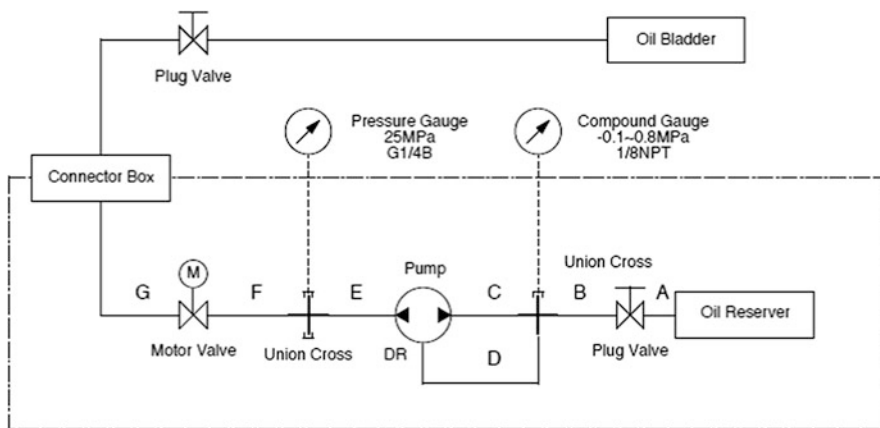 Oil Bladder
Plug Valve
Pressure Gauge
25MPa
G1/4B
Compound Gauge
-0.1~0.8MPa
1/8NPT
Connector Box
M
Pump
Union Cross
G
F
E
C
B
A
Oil Reserver
Motor Valve
Union Cross
DR
D
Plug Valve